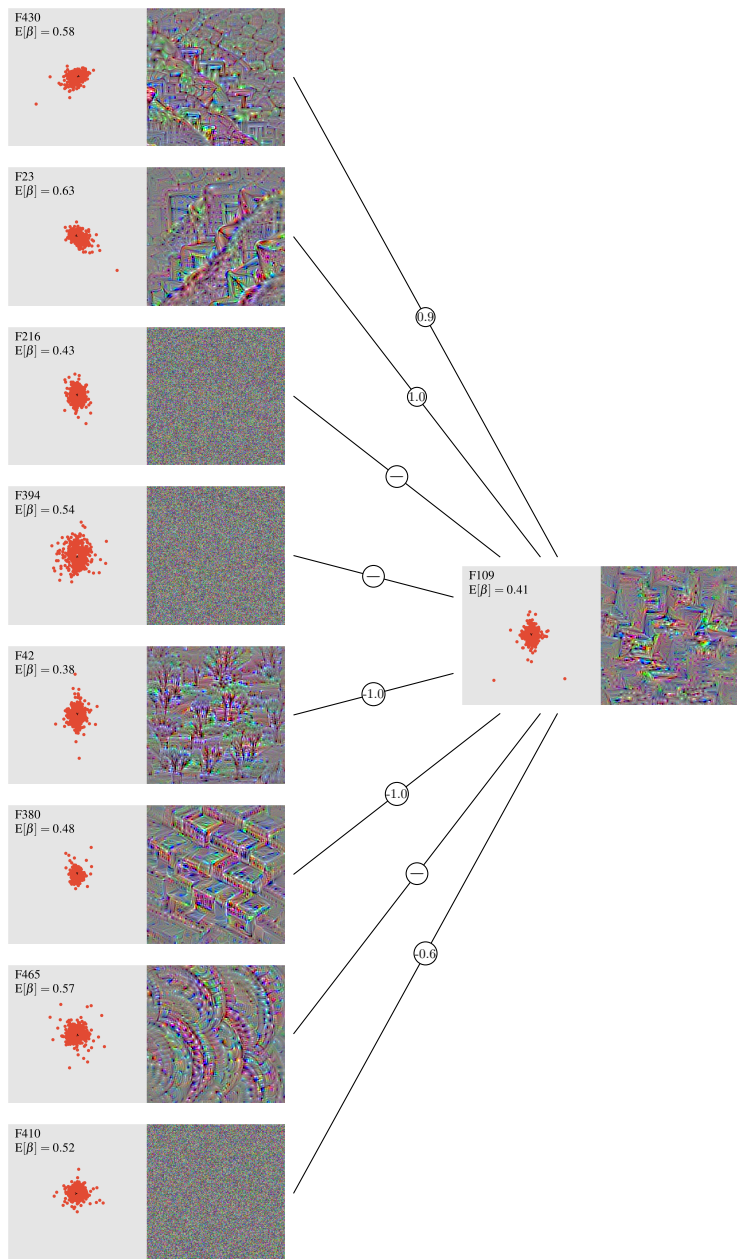 F430
E[β] = 0.58
F23
E[β] = 0.63
F216
E[β] = 0.43
F394
E[β] = 0.54
F42
E[β] = 0.38
F380
E[β] = 0.48
F465
E[β] = 0.57
F410
E[β] = 0.52
0.9
1.0
—
—
-1.0
-1.0
—
-0.6
F109
E[β] = 0.41